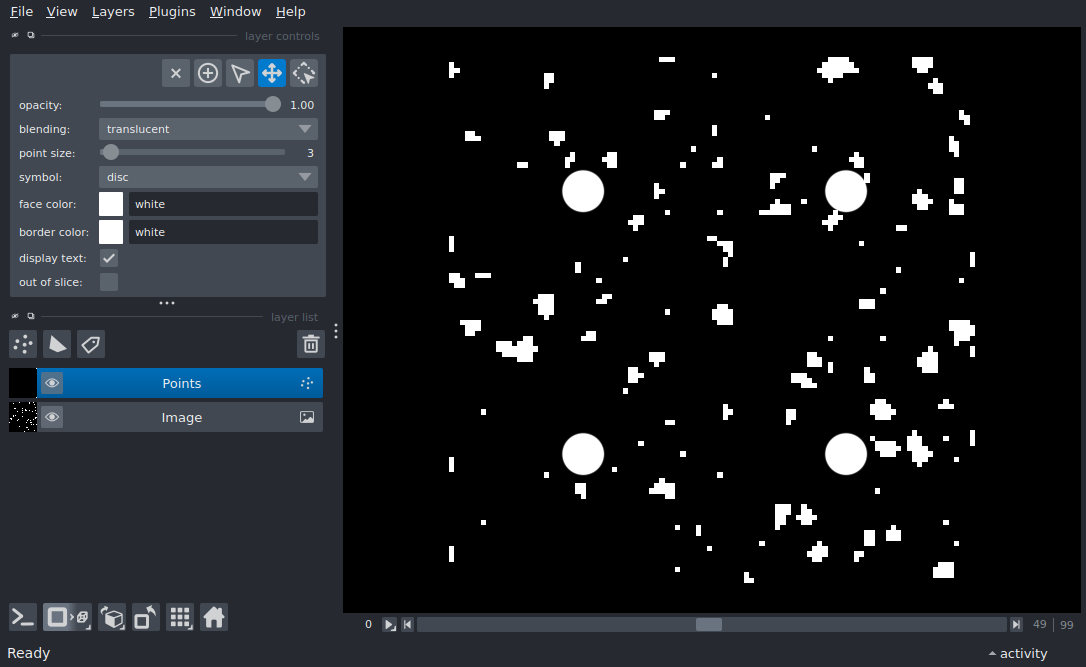 File View Layers Plugins Window Help
layer controls
opacity: 1.00
blending: translucent
point size: 3
symbol: disc
face color: white
border color: white
display text:
out of slice:
layer list
Points
Image
0 49 99
Ready activity